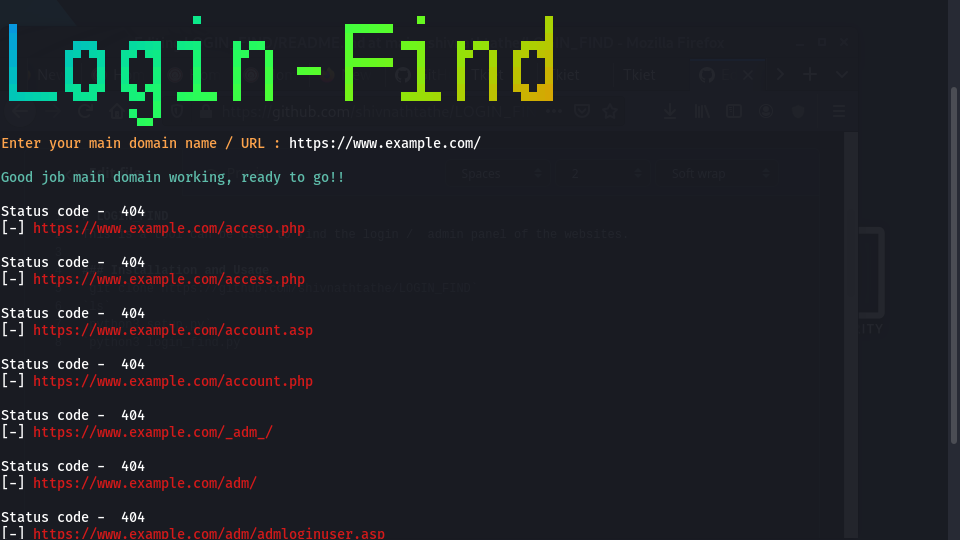 Login-Find
Enter your main domain name / URL : https://www.example.com/
Good job main domain working, ready to go!!
Status code -  404
[-] https://www.example.com/acceso.php
Status code -  404
[-] https://www.example.com/access.php
Status code -  404
[-] https://www.example.com/account.asp
Status code -  404
[-] https://www.example.com/account.php
Status code -  404
[-] https://www.example.com/_adm_/
Status code -  404
[-] https://www.example.com/adm/
Status code -  404
[-] https://www.example.com/adm/admloginuser.asp